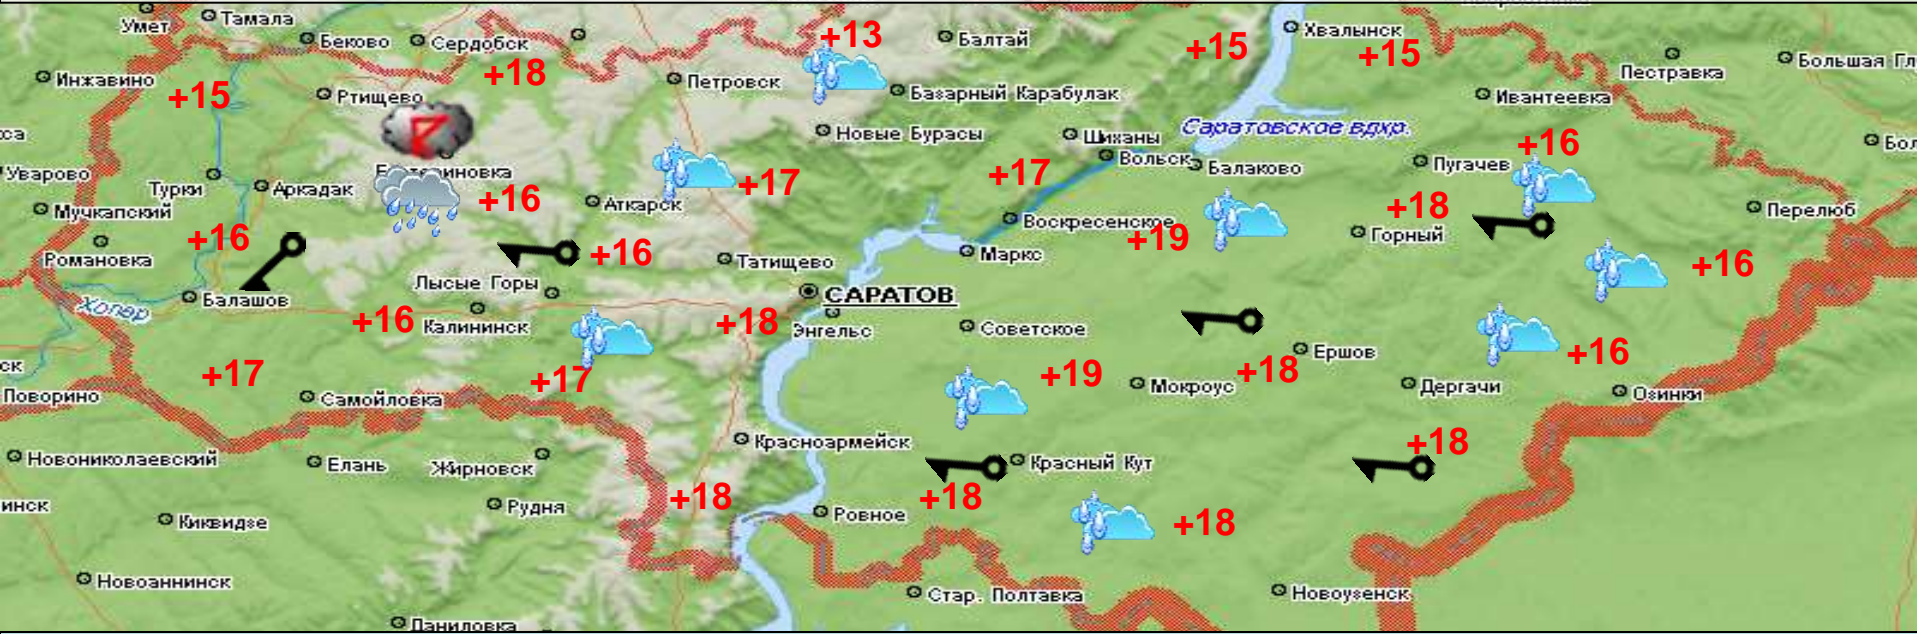 Умет
Тамала
Беково
Сердобск
+13
Балтай
+15
Хвалынск
+15
Пестравка
Большая Гл
Инжавино
+15
+18
Ртищево
Петровск
Базарный Карабулак
Ивантеевка
Новые Бурасы
Шиханы
Саратовское вдхр.
+16
Бол
Уварово
Турки
Аркадак
+16
Аткарск
+17
+17
Вольск
Балаково
Пугачев
Мучкапский
+18
Перелюб
Воскресенское
+19
Горный
Романовка
+16
+16
Татищево
Маркс
+16
Лысые Горы
Балашов
Хопер
САРАТОВ
+16
Калининск
+18
Энгельс
Советское
ск
+17
+17
+19
+18
Ершов
+16
Поворино
Самойловка
Мокроус
Дергачи
Озинки
Новониколаевский
Елань
Жирновск
Красноармейск
Красный Кут
+18
инск
Киквидзе
Рудня
+18
Ровное
+18
+18
Новоаннинск
Стар. Полтавка
Новоузенск
Даниловка